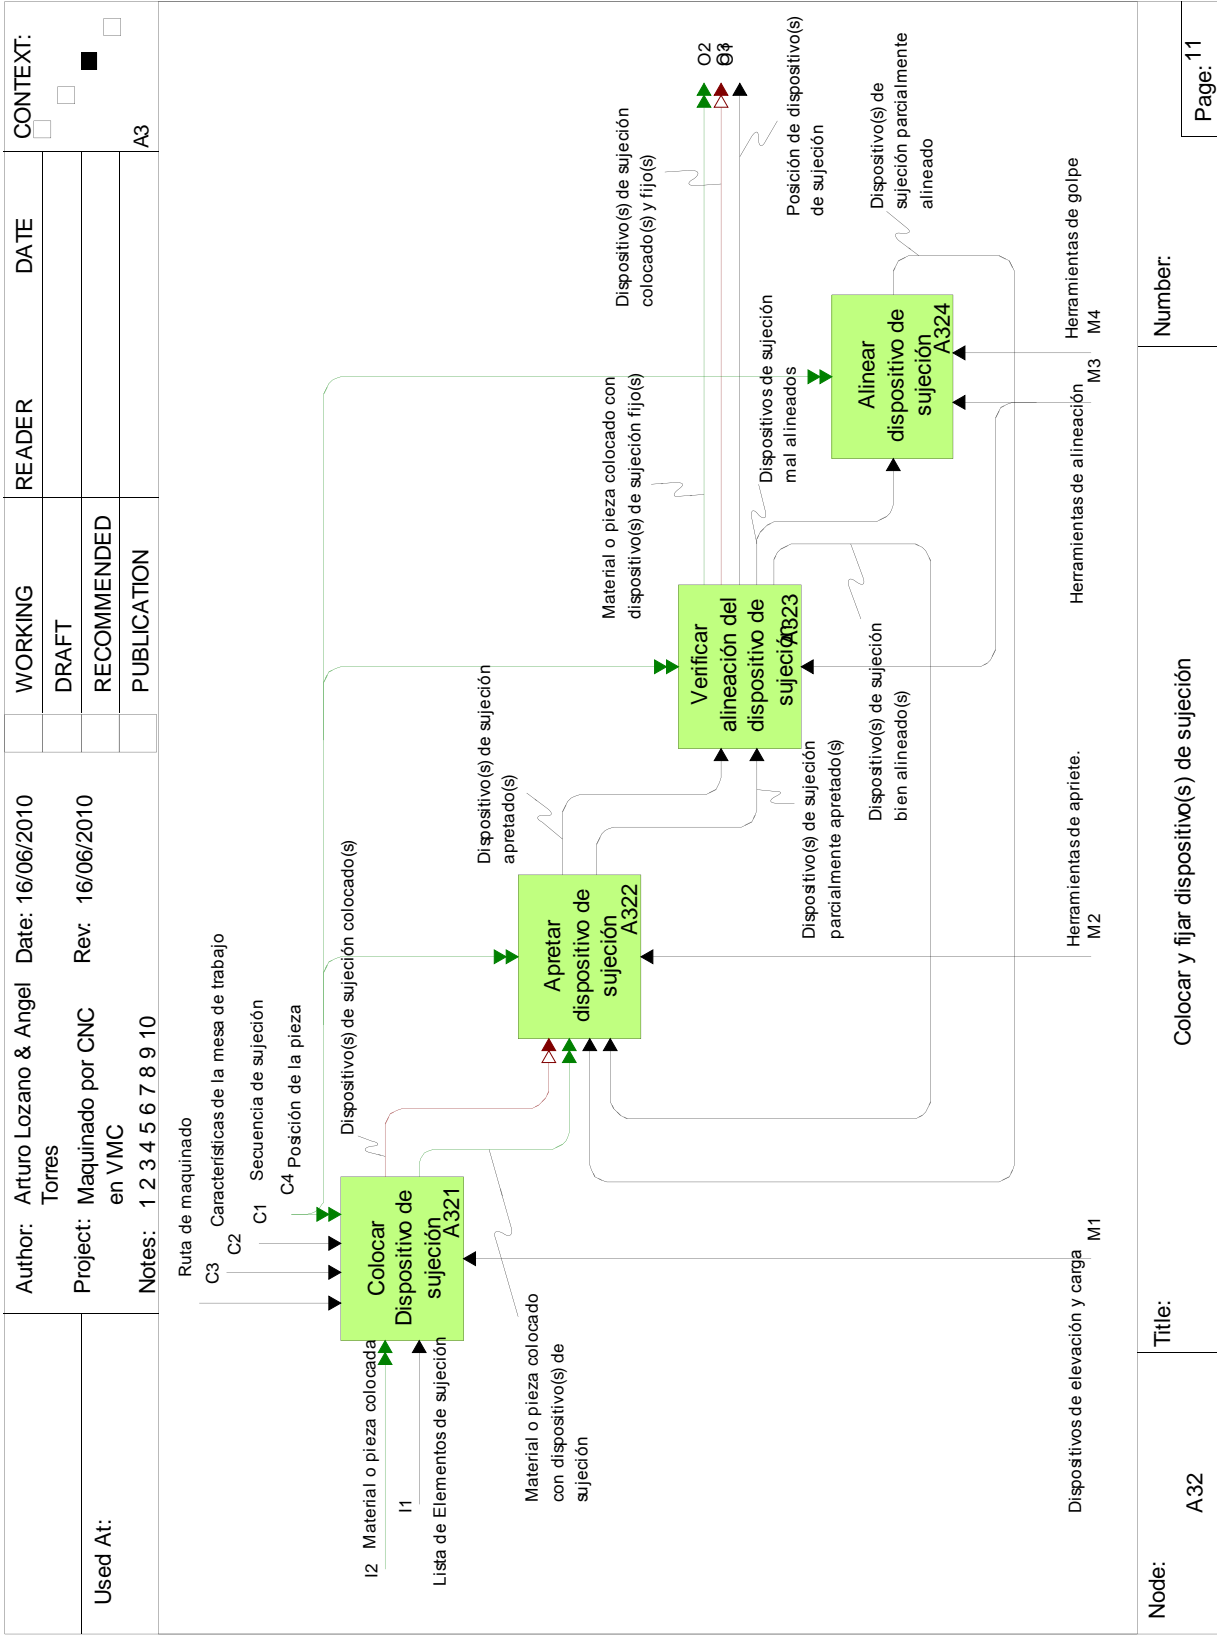 Used At:
Author: Arturo Lozano & Angel
Torres
Date: 16/06/2010
Project: Maquinado por CNC
en VMC
Rev: 16/06/2010
Notes: 1 2 3 4 5 6 7 8 9 10
WORKING
DRAFT
RECOMMENDED
PUBLICATION
READER
DATE
CONTEXT:
A3
Ruta de maquinado
C3
Características de la mesa de trabajo
C2
Secuencia de sujeción
C1
C4
Posición de la pieza
I2
Material o pieza colocada
I1
Lista de Elementos de sujeción
Colocar
Dispositivo de
sujeción
A321
Dispositivo(s) de sujeción colocado(s)
Material o pieza colocado
con dispositivo(s) de
sujeción
Apretar
dispositivo de
sujeción
A322
Dispositivo(s) de sujeción
apretado(s)
Dispositivo(s) de sujeción
parcialmente apretado(s)
Verificar
alineación del
dispositivo de
sujeción
A323
Material o pieza colocado con
dispositivo(s) de sujeción fijo(s)
Dispositivo(s) de sujeción
colocado(s) y fijo(s)
Posición de dispositivo(s)
de sujeción
O2
O3
O1
Dispositivos de sujeción
mal alineados
Dispositivo(s) de sujeción
bien alineado(s)
Alinear
dispositivo de
sujeción
A324
Dispositivo(s) de
sujeción parcialmente
alineado
Dispositivos de elevación y carga
M1
Herramientas de apriete.
M2
Herramientas de alineación
M3
Herramientas de golpe
M4
Node:
A32
Title:
Colocar y fijar dispositivo(s) de sujeción
Number:
Page: 11